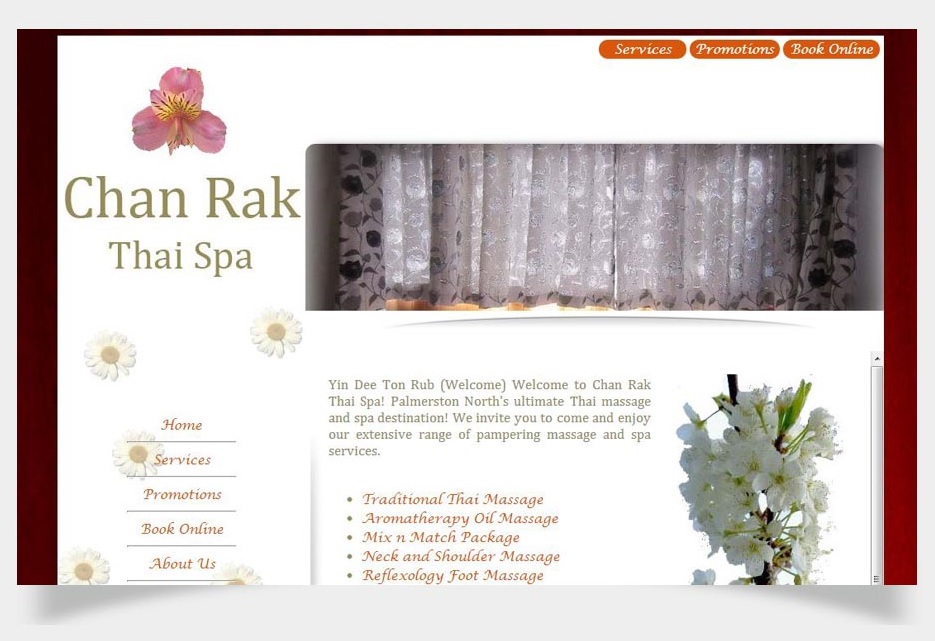 Services Promotions Book Online
Chan Rak
Thai Spa
Home
Services
Promotions
Book Online
About Us
Yin Dee Ton Rub (Welcome) Welcome to Chan Rak
Thai Spa! Palmerston North's ultimate Thai massage
and spa destination! We invite you to come and enjoy
our extensive range of pampering massage and spa
services.
• Traditional Thai Massage
• Aromatherapy Oil Massage
• Mix n Match Package
• Neck and Shoulder Massage
• Reflexology Foot Massage